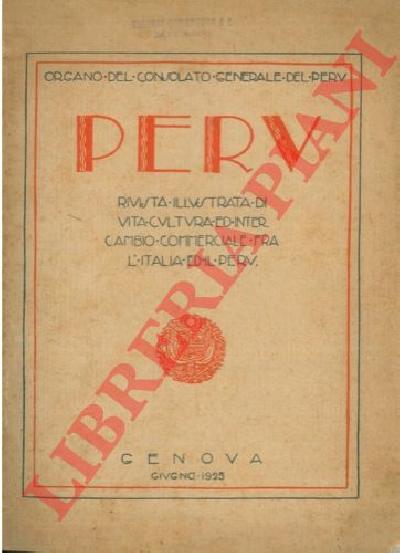 ORGANO·DEL·CONSOLATO·GENERALE·DEL·PERV
PERV
RIVISTA·ILLVSTRATA·DI
VITA·CVLTVRA·ED·INTER
CAMBIO·COMMERCIALE·FRA
L'·ITALIA·ED·IL·PERV.
GENOVA
GIVGNO·1925
LIBRERIA PIANI